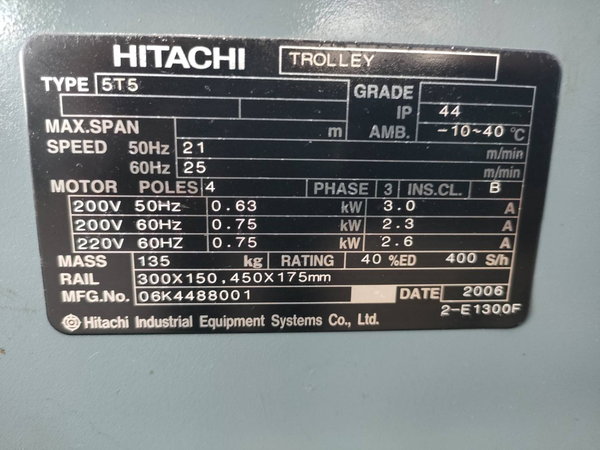 HITACHI TROLLEY
TYPE 5T5
GRADE
IP 44
MAX.SPAN m AMB. -10~40 °C
SPEED 50Hz 21 m/min
60Hz 25 m/min
MOTOR POLES 4 PHASE 3 INS.CL. B
200V 50Hz 0.63 kW 3.0 A
200V 60Hz 0.75 kW 2.3 A
220V 60HZ 0.75 kW 2.6 A
MASS 135 kg RATING 40 %ED 400 S/h
RAIL 300X150,450X175mm
MFG.No. 06K4488001 DATE 2006
Hitachi Industrial Equipment Systems Co., Ltd. 2-E1300F